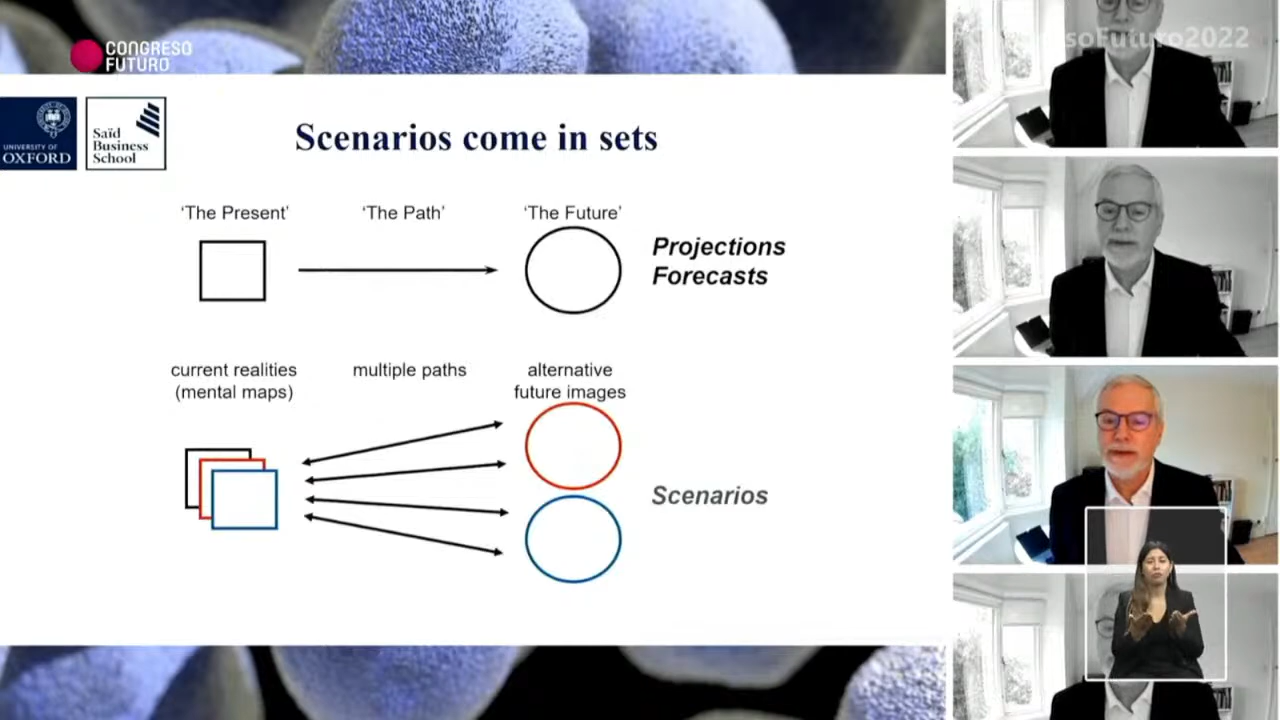 CONGRESO
FUTURO
soFuturo2022
UNIVERSITY OF
OXFORD
Saïd
Business
School
Scenarios come in sets
‘The Present’
‘The Path’
‘The Future’
Projections
Forecasts
current realities
(mental maps)
multiple paths
alternative
future images
Scenarios